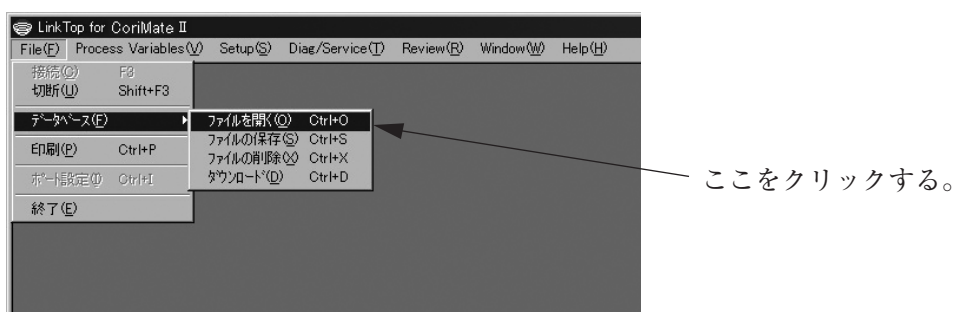 LinkTop for CoriMate II
File(F) Process Variables(V) Setup(S) Diag/Service(T) Review(R) Window(W) Help(H)
接続(C) F3
切断(U) Shift+F3
データベース(F)
ファイルを開く(O) Ctrl+O
ファイルの保存(S) Ctrl+S
ファイルの削除(X) Ctrl+X
ダウンロード(D) Ctrl+D
印刷(P) Ctrl+P
ポート設定(I) Ctrl+I
終了(E)
ここをクリックする。